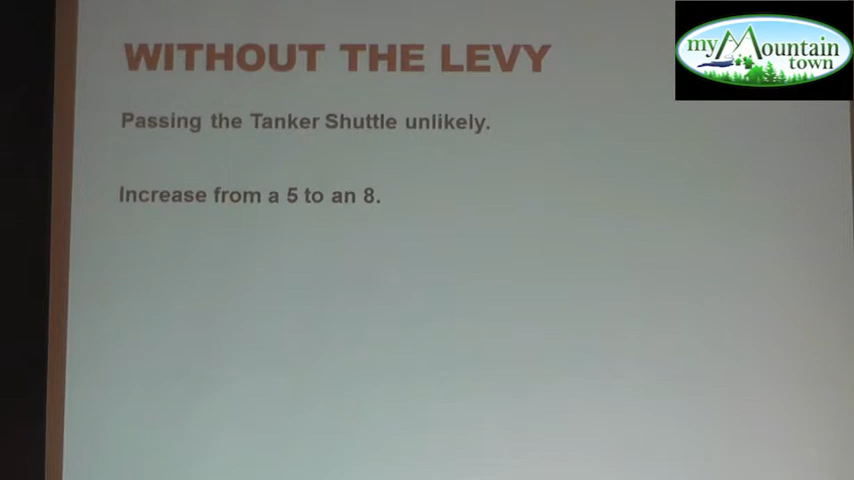 WITHOUT THE LEVY
my Mountain town
Passing the Tanker Shuttle unlikely.
Increase from a 5 to an 8.